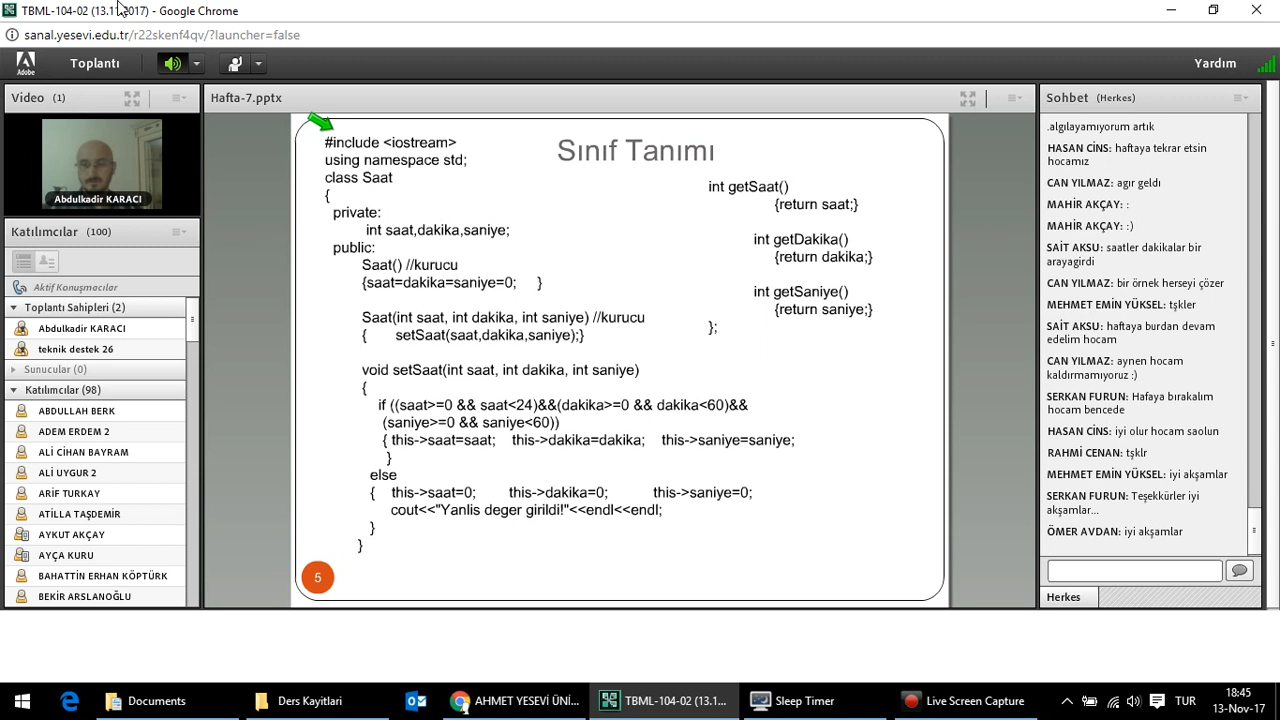 TBML-104-02 (13.11.2017) - Google Chrome
sanal.yesevi.edu.tr/r22skenf4qv/?launcher=false
Adobe
Toplantı
Yardım
Video (1)
Abdulkadir KARACI
Katılımcılar (100)
Aktif Konuşmacılar
Toplantı Sahipleri (2)
Abdulkadir KARACI
teknik destek 26
Sunucular (0)
Katılımcılar (98)
ABDULLAH BERK
ADEM ERDEM 2
ALİ CİHAN BAYRAM
ALİ UYGUR 2
ARİF TURKAY
ATİLLA TAŞDEMİR
AYKUT AKÇAY
AYÇA KURU
BAHATTİN ERHAN KÖPTÜRK
BEKİR ARSLANOĞLU
Hafta-7.pptx
Sınıf Tanımı
#include <iostream>
using namespace std;
class Saat
{
private:
int saat,dakika,saniye;
public:
Saat() //kurucu
{saat=dakika=saniye=0; }
Saat(int saat, int dakika, int saniye) //kurucu
{ setSaat(saat,dakika,saniye);}
void setSaat(int saat, int dakika, int saniye)
{
if ((saat>=0 && saat<24)&&(dakika>=0 && dakika<60)&&
(saniye>=0 && saniye<60))
{ this->saat=saat; this->dakika=dakika; this->saniye=saniye;
}
else
{ this->saat=0; this->dakika=0; this->saniye=0;
cout<<"Yanlis deger girildi!"<<endl<<endl;
}
}
int getSaat()
{return saat;}
int getDakika()
{return dakika;}
int getSaniye()
{return saniye;}
};
5
Sohbet (Herkes)
.algılayamıyorum artık
HASAN CİNS: haftaya tekrar etsin
hocamız
CAN YILMAZ: agır geldı
MAHİR AKÇAY: :
MAHİR AKÇAY: :)
SAİT AKSU: saatler dakikalar bir
arayagirdi
CAN YILMAZ: bir örnek herseyi çözer
MEHMET EMİN YÜKSEL: tşkler
SAİT AKSU: haftaya burdan devam
edelim hocam
CAN YILMAZ: aynen hocam
kaldırmamıyoruz :)
SERKAN FURUN: Hafaya bırakalım
hocam bencede
HASAN CİNS: iyi olur hocam saolun
RAHMİ CENAN: tşklr
MEHMET EMİN YÜKSEL: iyi akşamlar
SERKAN FURUN: Teşekkürler iyi
akşamlar...
ÖMER AVDAN: iyi akşamlar
Herkes
Documents
Ders Kayitlari
AHMET YESEVİ ÜNİ...
TBML-104-02 (13.1...
Sleep Timer
Live Screen Capture
TUR
18:45
13-Nov-17